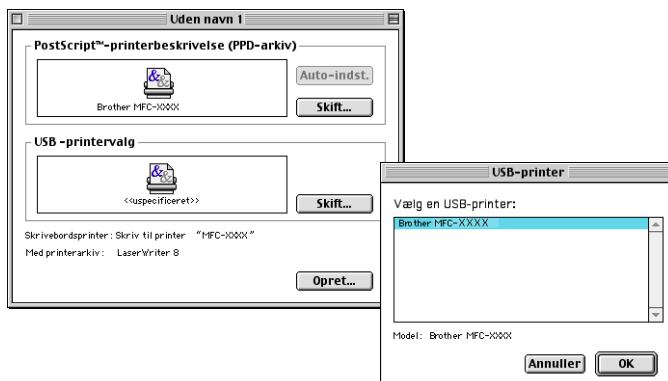 Uden navn 1
PostScript™-printerbeskrivelse (PPD-arkiv)
Brother MFC-XXXX
Auto-indst.
Skift...
USB -printervalg
<<uspecificeret>>
Skift...
Skrivebordsprinter: Skriv til printer "MFC-XXXX"
Med printerarkiv: LaserWriter 8
Opret...
USB-printer
Vælg en USB-printer:
Brother MFC-XXXX
Model: Brother MFC-XXXX
Annuller
OK